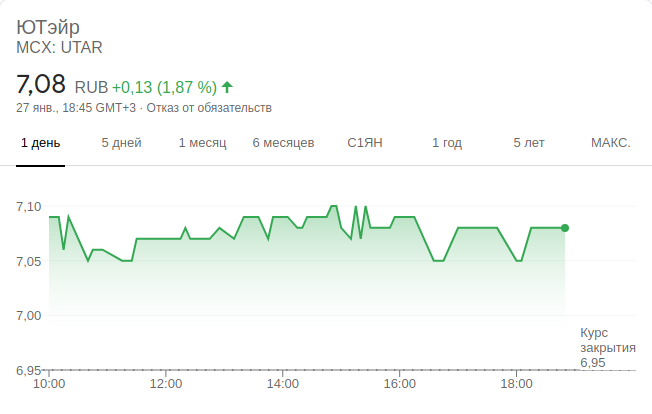 ЮТэйр
MCX: UTAR
7,08 RUB +0,13 (1,87 %)
27 янв., 18:45 GMT+3 · Отказ от обязательств
1 день 5 дней 1 месяц 6 месяцев С1ЯН 1 год 5 лет МАКС.
7,10
7,05
7,00
Курс
закрытия
6,95
6,95
10:00 12:00 14:00 16:00 18:00